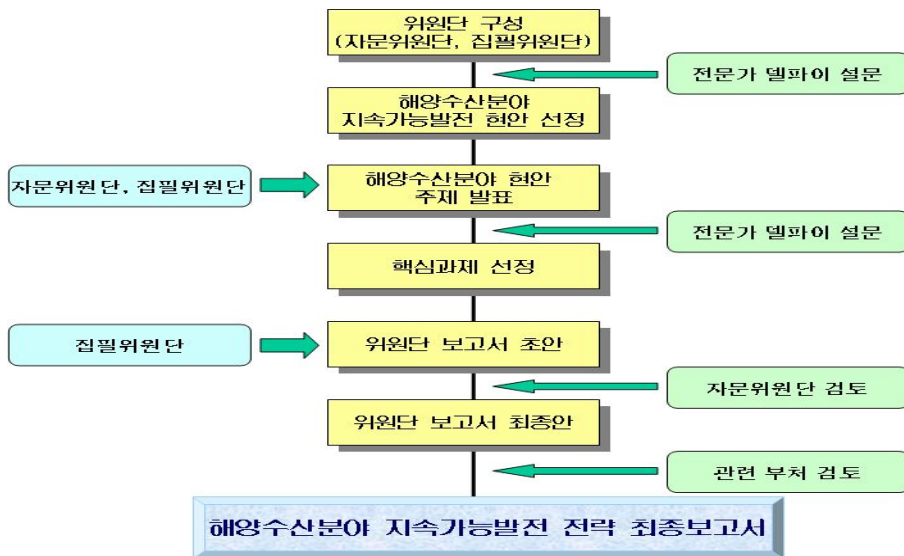 위원단 구성
(자문위원단, 집필위원단)
전문가 델파이 설문
해양수산분야
지속가능발전 현안 선정
자문위원단, 집필위원단
해양수산분야 현안
주제 발표
전문가 델파이 설문
핵심과제 선정
집필위원단
위원단 보고서 초안
자문위원단 검토
위원단 보고서 최종안
관련 부처 검토
해양수산분야 지속가능발전 전략 최종보고서